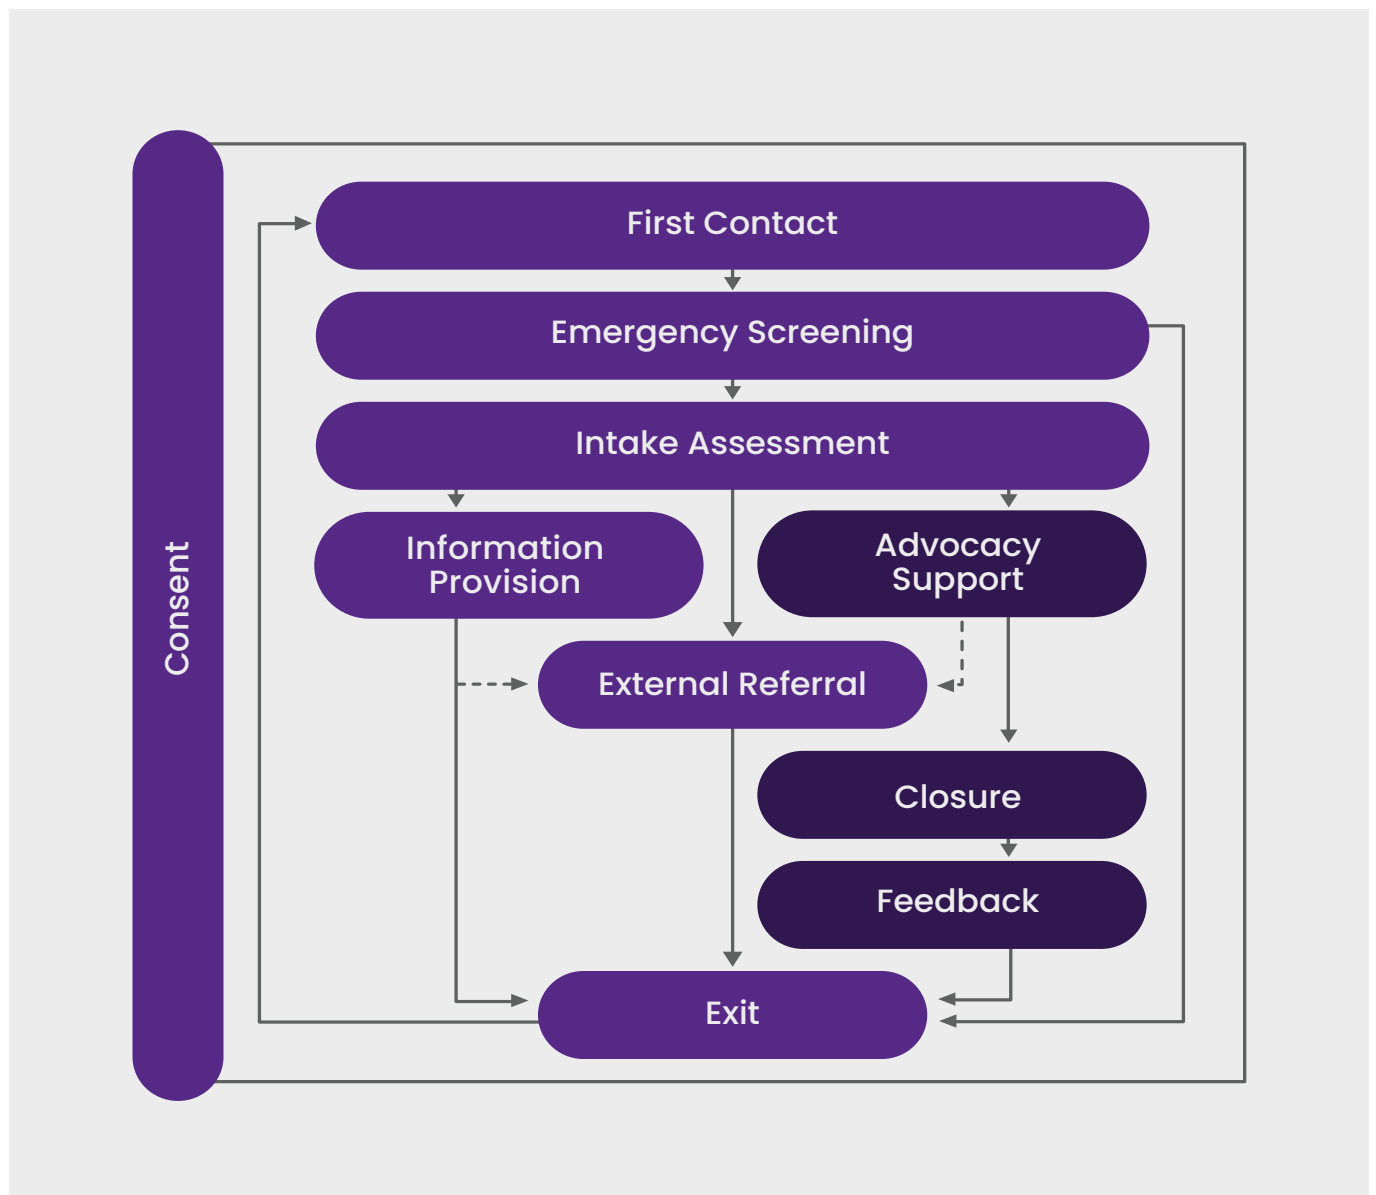 Consent
First Contact
Emergency Screening
Intake Assessment
Information
Provision
Advocacy
Support
External Referral
Closure
Feedback
Exit